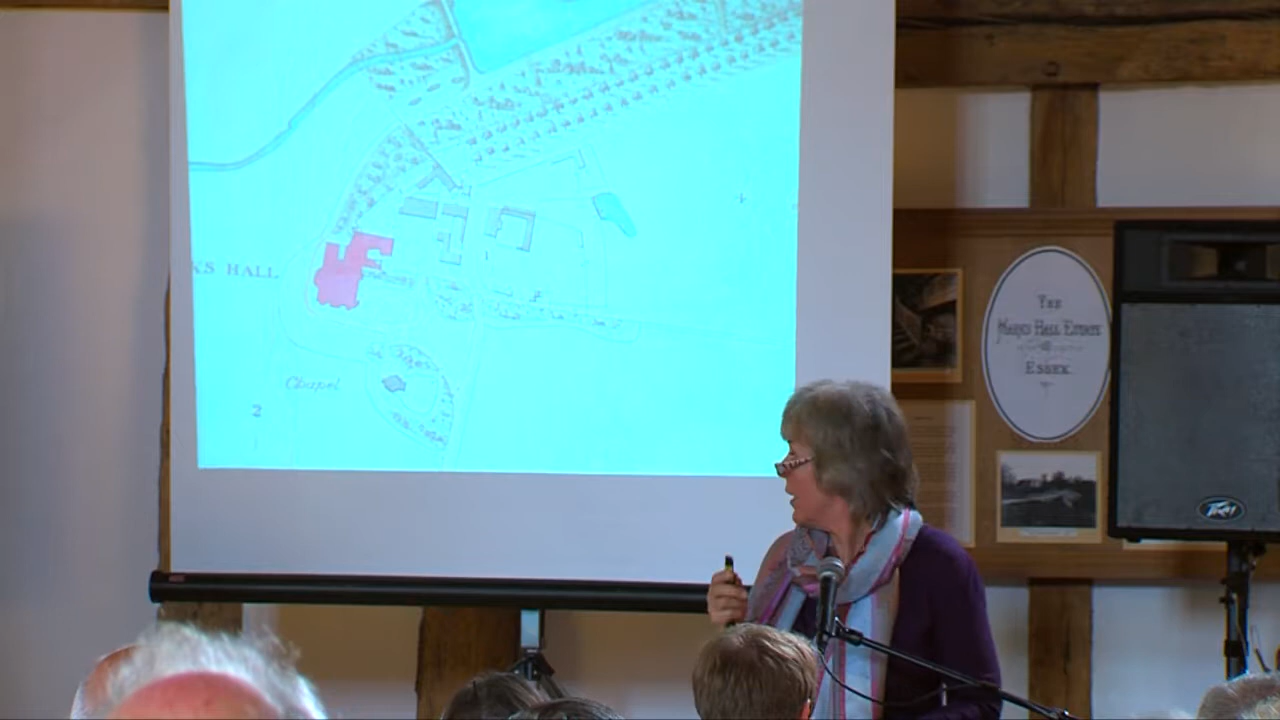 KS HALL
Chapel
2
THE
MARKS HALL ESTATE
ESSEX
PEAVEY